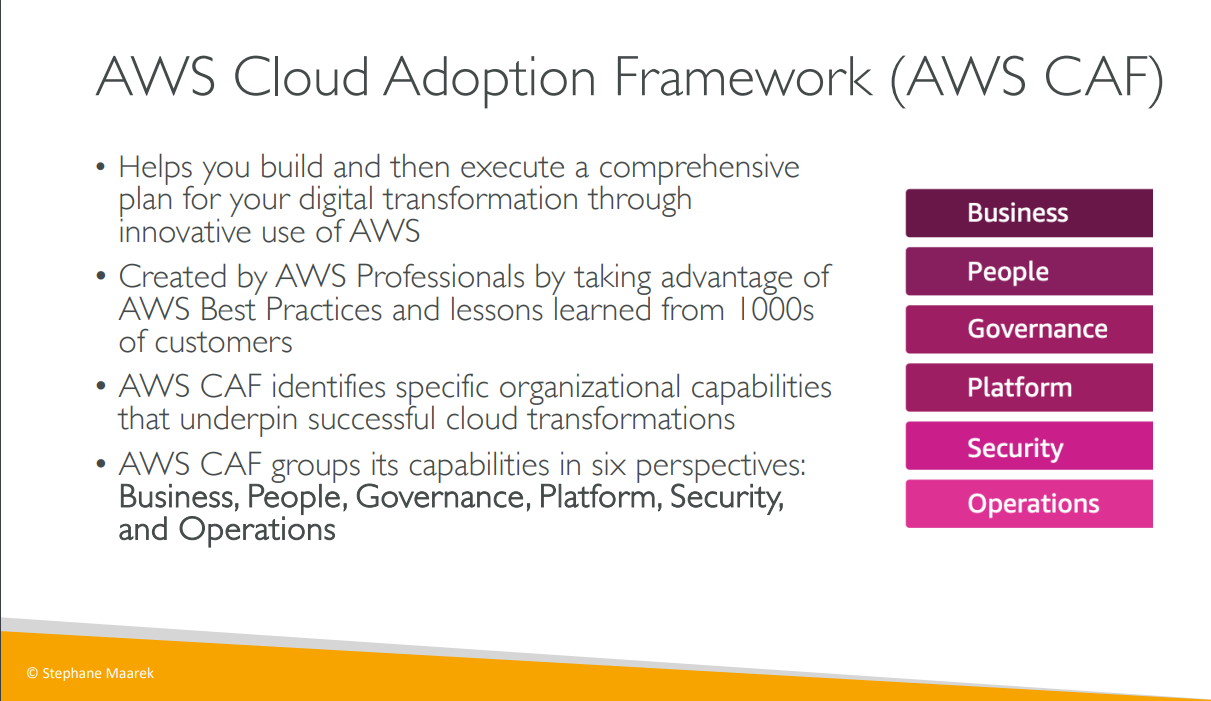 AWS Cloud Adoption Framework (AWS CAF)
• Helps you build and then execute a comprehensive
plan for your digital transformation through
innovative use of AWS
• Created by AWS Professionals by taking advantage of
AWS Best Practices and lessons learned from 1000s
of customers
• AWS CAF identifies specific organizational capabilities
that underpin successful cloud transformations
• AWS CAF groups its capabilities in six perspectives:
Business, People, Governance, Platform, Security,
and Operations
Business
People
Governance
Platform
Security
Operations
© Stephane Maarek